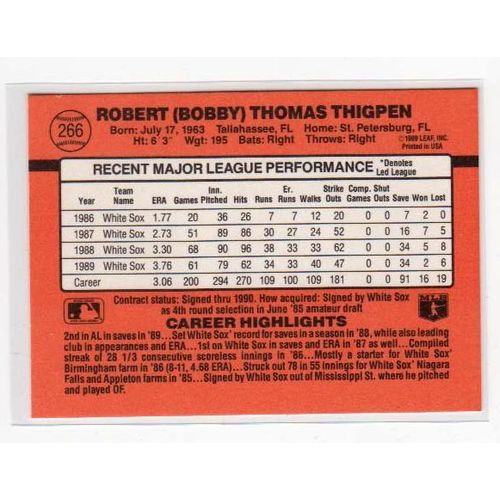 266
ROBERT (BOBBY) THOMAS THIGPEN
Born: July 17, 1963 Tallahassee, FL Home: St. Petersburg, FL
Ht: 6' 3" Wgt: 195 Bats: Right Throws: Right
©1989 LEAF, INC.
Printed in USA
RECENT MAJOR LEAGUE PERFORMANCE *Denotes Led League
Year Team Name ERA Games Inn. Pitched Hits Runs Er. Runs Walks Strike Outs Comp. Games Shut Outs Save Won Lost
1986 White Sox 1.77 20 36 26 7 7 12 20 0 0 7 2 0
1987 White Sox 2.73 51 89 86 30 27 24 52 0 0 16 7 5
1988 White Sox 3.30 68 90 96 38 33 33 62 0 0 34 5 8
1989 White Sox 3.76 61 79 62 34 33 40 47 0 0 34 2 6
Career 3.06 200 294 270 109 100 109 181 0 0 91 16 19
Contract status: Signed thru 1990. How acquired: Signed by White Sox
as 4th round selection in June '85 amateur draft
MLB
CAREER HIGHLIGHTS
2nd in AL in saves in '89...Set WSox record for saves in a season in '88, while also leading
club in appearances and ERA...1st on WSox in saves and ERA in '87 as well...Compiled
streak of 28 1/3 consecutive scoreless innings in '86...Mostly a starter for Wsox'
Birmingham farm in '86 (8-11, 4.68 ERA)...Struck out 78 in 55 innings for WSox' Niagara
Falls and Appleton farms in '85...Signed by WSox out of Mississippi St. where he pitched
and played OF.